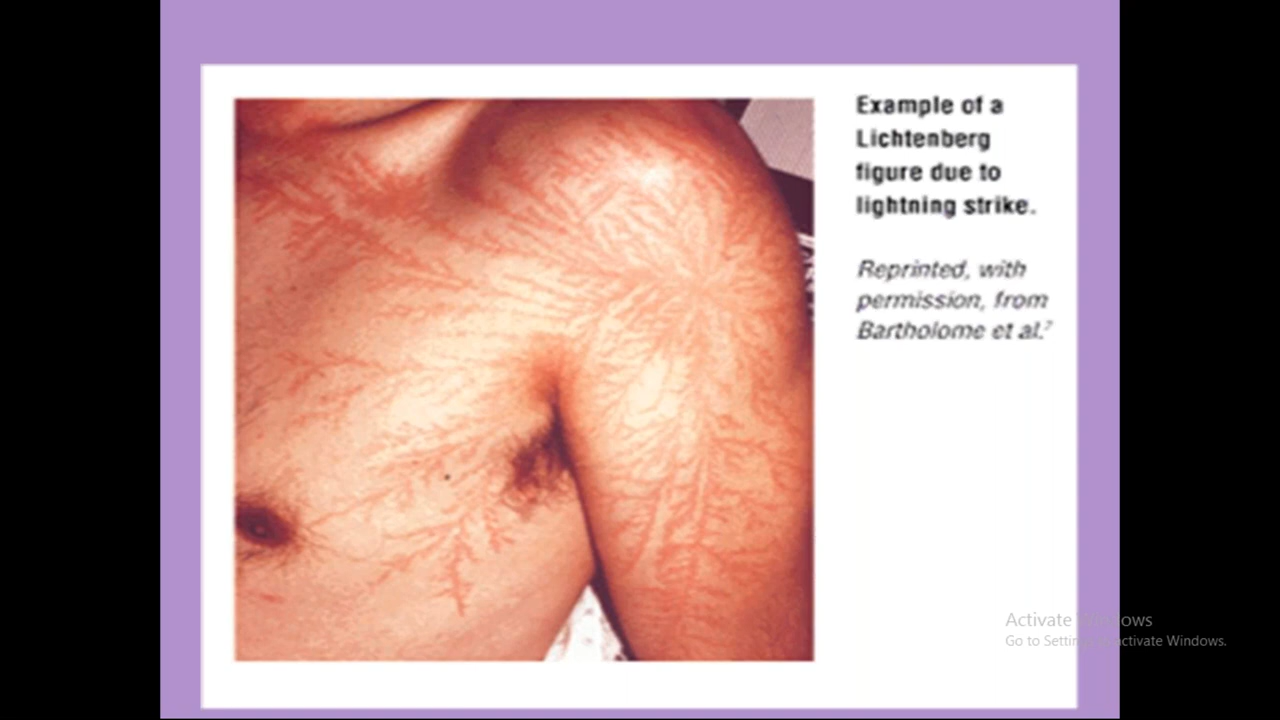 Example of a
Lichtenberg
figure due to
lightning strike.
Reprinted, with
permission, from
Bartholome et al.7
Activate Windows
Go to Settings to activate Windows.